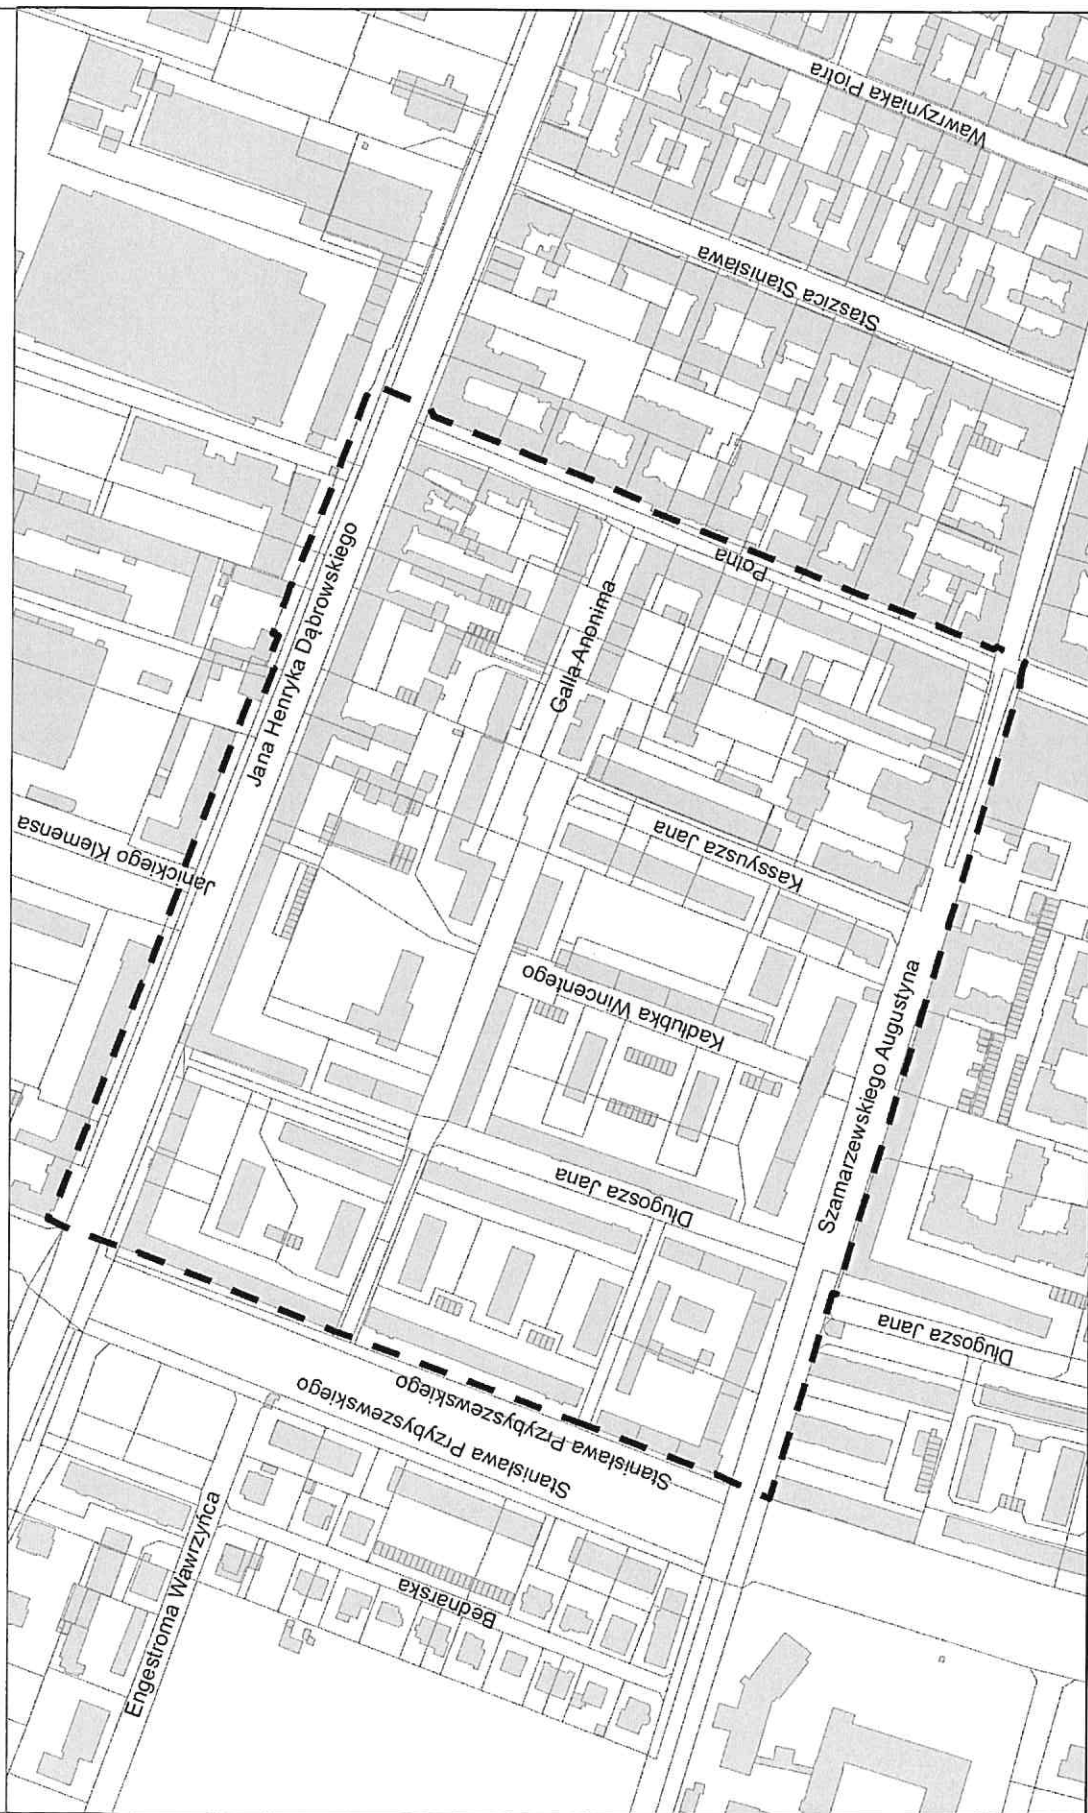 Wawrzyniaka Piotra
Staszica Stanisława
Polna
Jana Henryka Dąbrowskiego
Galla Anonima
Janickiego Klemensa
Kassyusza Jana
Kadłubka Wincentego
Szamarzewskiego Augustyna
Długosza Jana
Długosza Jana
Stanisława Przybyszewskiego
Stanisława Przybyszewskiego
Engestroma Wawrzyńca
Bednarska